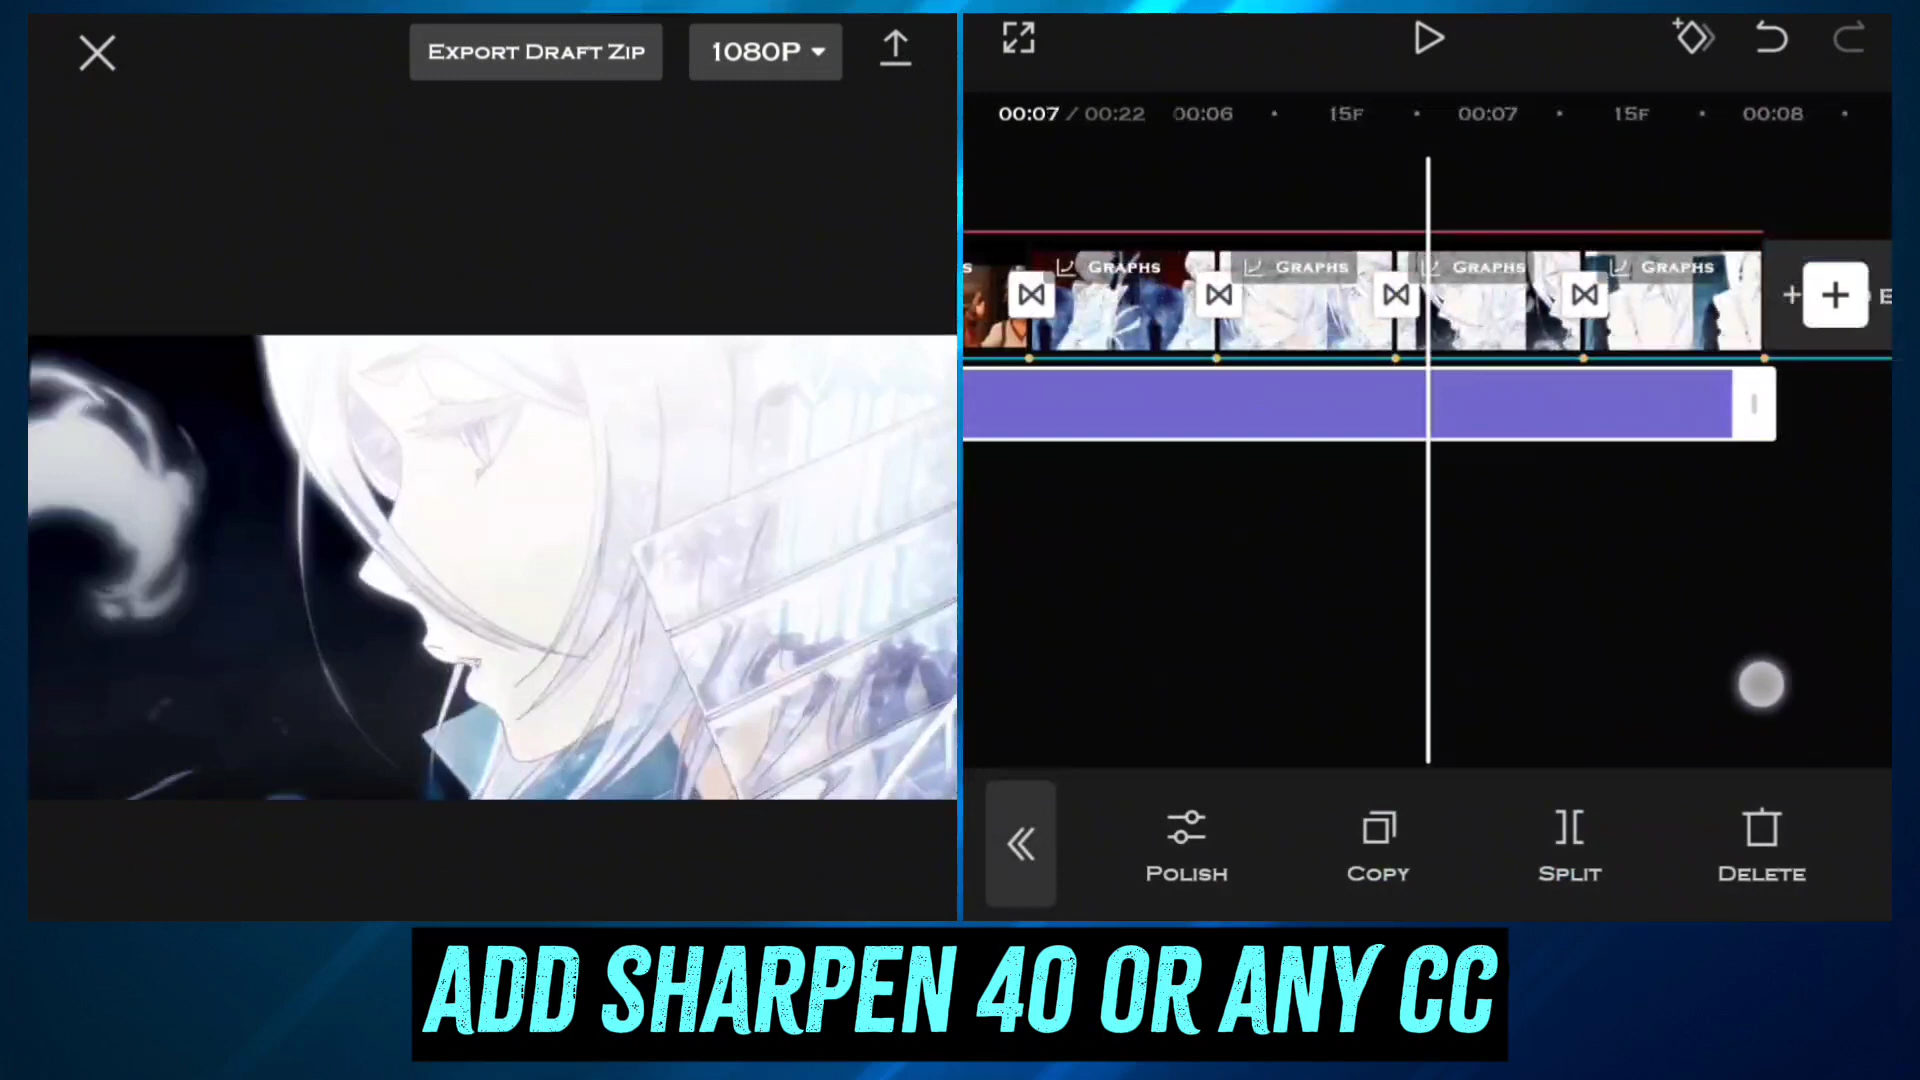 EXPORT DRAFT ZIP
1080P
00:07 / 00:22 00:06 15F 00:07 15F 00:08
S GRAPHS GRAPHS GRAPHS GRAPHS
+ E
POLISH COPY SPLIT DELETE
ADD SHARPEN 40 OR ANY CC